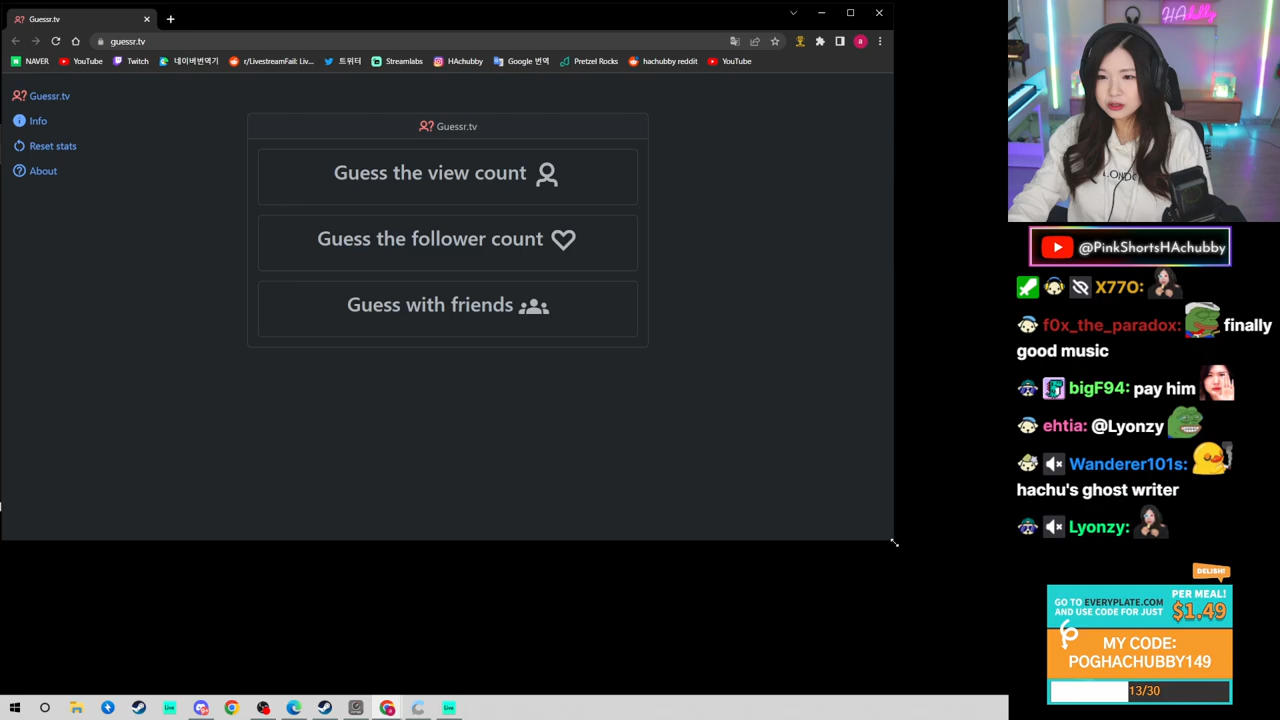 Guessr.tv
guessr.tv
NAVER
YouTube
Twitch
네이버번역기
r/LivestreamFail: Liv...
트위터
Streamlabs
HAchubby
Google 번역
Pretzel Rocks
hachubby reddit
YouTube
Guessr.tv
Info
Reset stats
About
Guessr.tv
Guess the view count
Guess the follower count
Guess with friends
HAchubby
LONDON
@PinkShortsHAchubby
X77O:
f0x_the_paradox: finally
good music
bigF94: pay him
ehtia: @Lyonzy
Wanderer101s:
hachu's ghost writer
Lyonzy:
DELISH!
GO TO EVERYPLATE.COM
AND USE CODE FOR JUST
PER MEAL!
$1.49
MY CODE:
POGHACHUBBY149
13/30
Live
Live